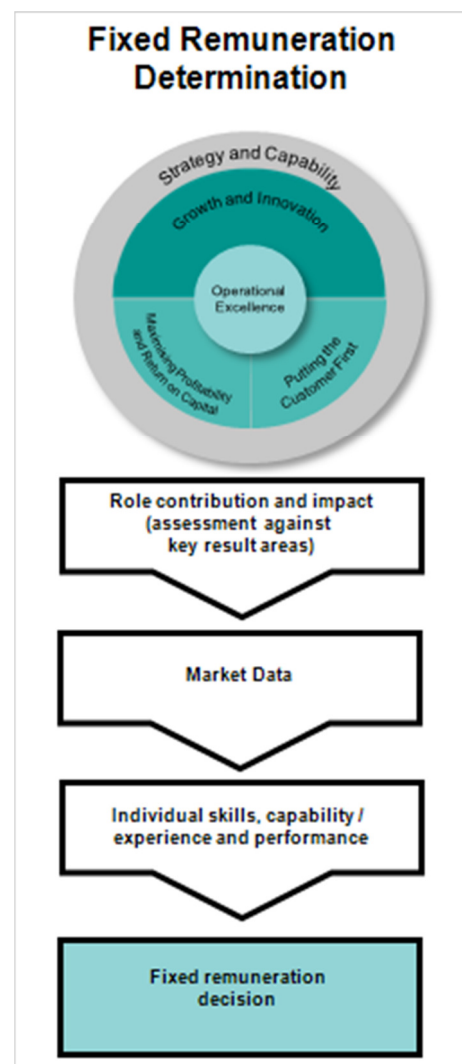 Fixed Remuneration
Determination
Strategy and Capability
Growth and Innovation
Operational
Excellence
Maximising Profitability
and Return on Capital
Putting the
Customer First
Role contribution and impact
(assessment against
key result areas)
Market Data
Individual skills, capability /
experience and performance
Fixed remuneration
decision